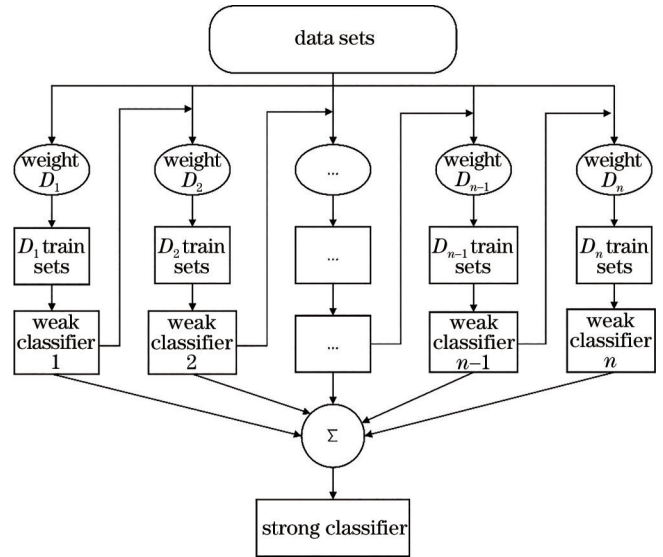 data sets
weight
D₁
weight
D₂
...
weight
Dₙ₋₁
weight
Dₙ
D₁ train
sets
D₂ train
sets
...
Dₙ₋₁ train
sets
Dₙ train
sets
weak
classifier
1
weak
classifier
2
...
weak
classifier
n−1
weak
classifier
n
Σ
strong classifier